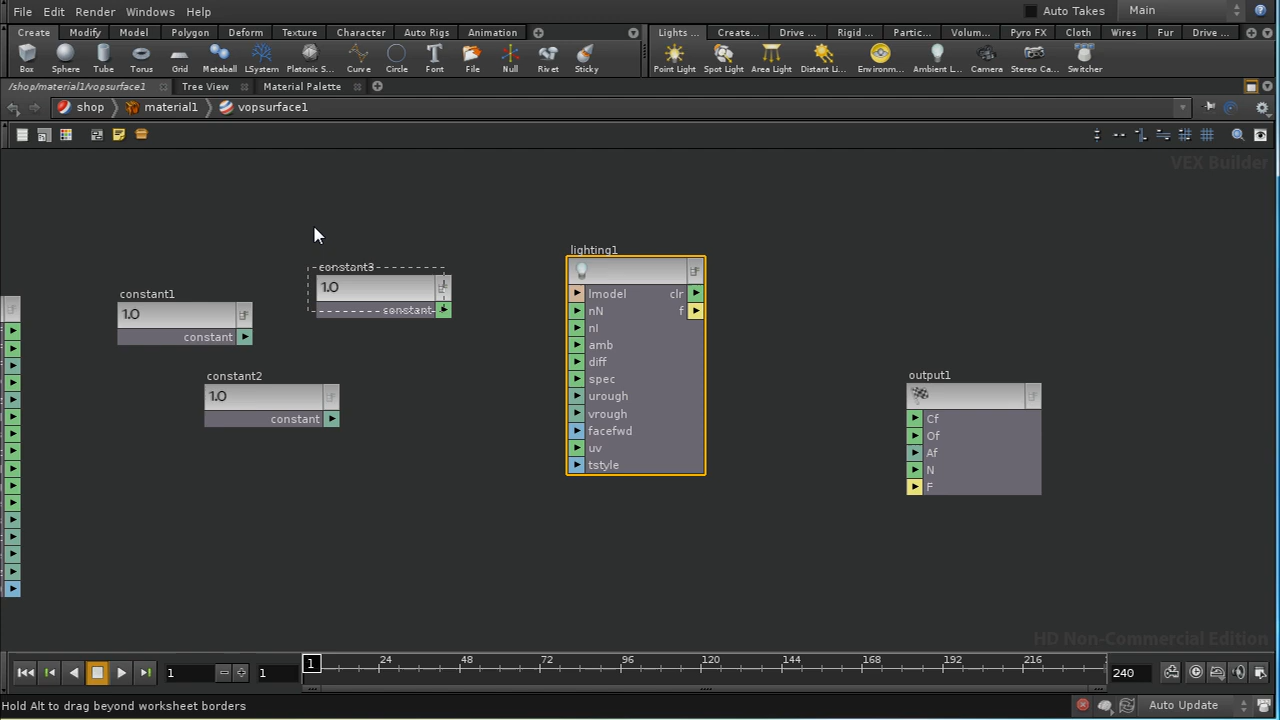 File Edit Render Windows Help Auto Takes Main
Create Modify Model Polygon Deform Texture Character Auto Rigs Animation Lights ... Create... Drive ... Rigid ... Partic... Volum... Pyro FX Cloth Wires Fur Drive ...
Box Sphere Tube Torus Grid Metaball LSystem Platonic S... Curve Circle Font File Null Rivet Sticky Point Light Spot Light Area Light Distant Li... Environm... Ambient L... Camera Stereo Ca... Switcher
/shop/material1/vopsurface1 Tree View Material Palette
shop material1 vopsurface1
VEX Builder
lighting1
constant3
1.0
constant
constant1
1.0
constant
constant2
1.0
constant
lmodel clr
nN f
nI
amb
diff
spec
urough
vrough
facefwd
uv
tstyle
output1
Cf
Of
Af
N
F
HD Non-Commercial Edition
1 1 1 24 48 72 96 120 144 168 192 216 240
Hold Alt to drag beyond worksheet borders Auto Update